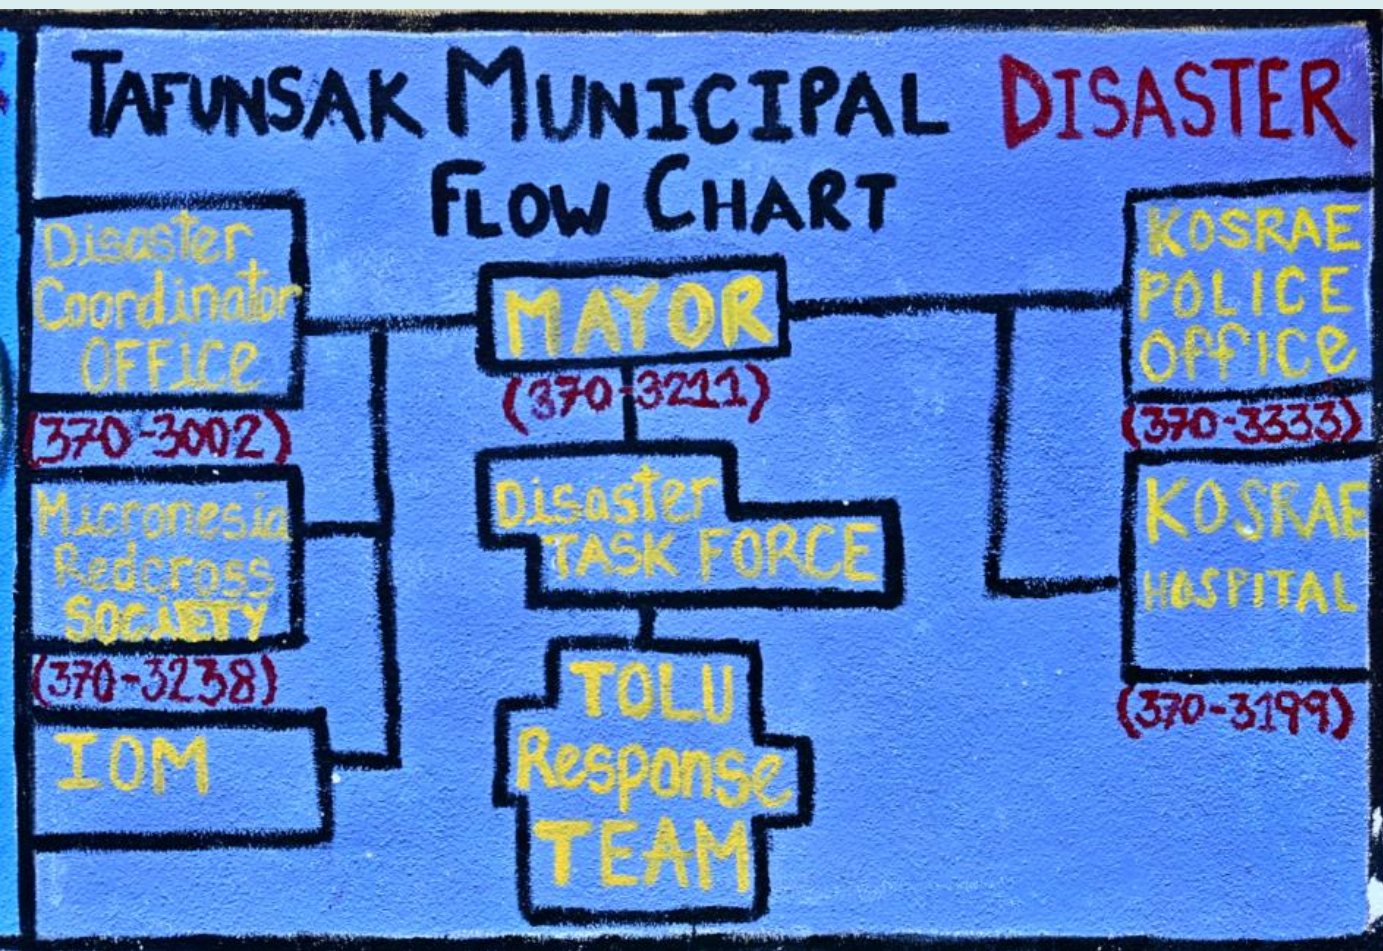 TAFUNSAK MUNICIPAL DISASTER
FLOW CHART
Disaster
Coordinator
OFFICE
(370-3002)
Micronesia
Redcross
SOCIETY
(370-3238)
IOM
MAYOR
(370-3211)
Disaster
TASK FORCE
TOLU
Response
TEAM
KOSRAE
POLICE
OFFICE
(370-3333)
KOSRAE
HOSPITAL
(370-3199)